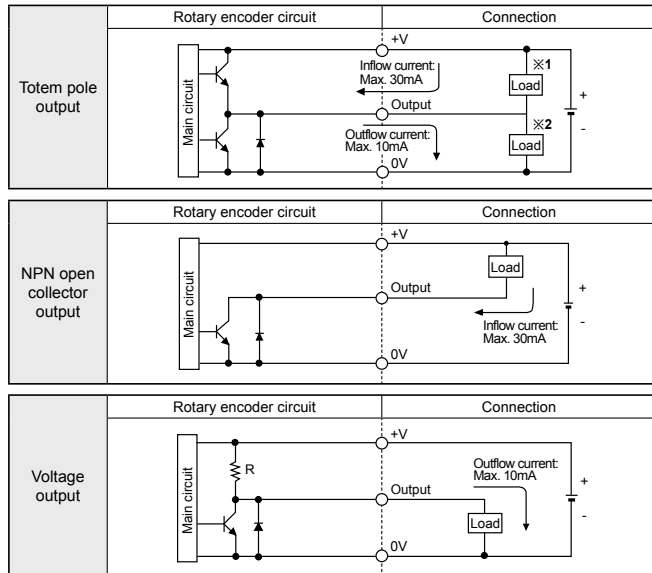 Rotary encoder circuit
Connection
Totem pole
output
Main circuit
+V
Inflow current:
Max. 30mA
Output
Outflow current:
Max. 10mA
0V
※1
Load
※2
Load
+
-
Rotary encoder circuit
Connection
NPN open
collector
output
Main circuit
+V
Load
Output
Inflow current:
Max. 30mA
0V
+
-
Rotary encoder circuit
Connection
Voltage
output
Main circuit
R
+V
Outflow current:
Max. 10mA
Output
Load
0V
+
-